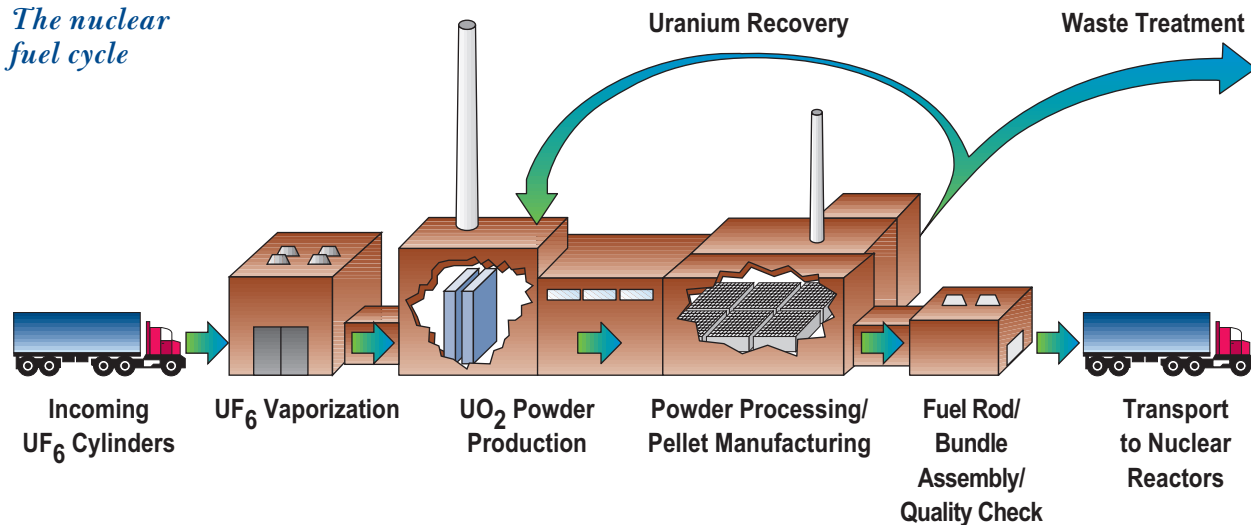 The nuclear
fuel cycle
Uranium Recovery
Waste Treatment
Incoming
UF6 Cylinders
UF6 Vaporization
UO2 Powder
Production
Powder Processing/
Pellet Manufacturing
Fuel Rod/
Bundle
Assembly/
Quality Check
Transport
to Nuclear
Reactors